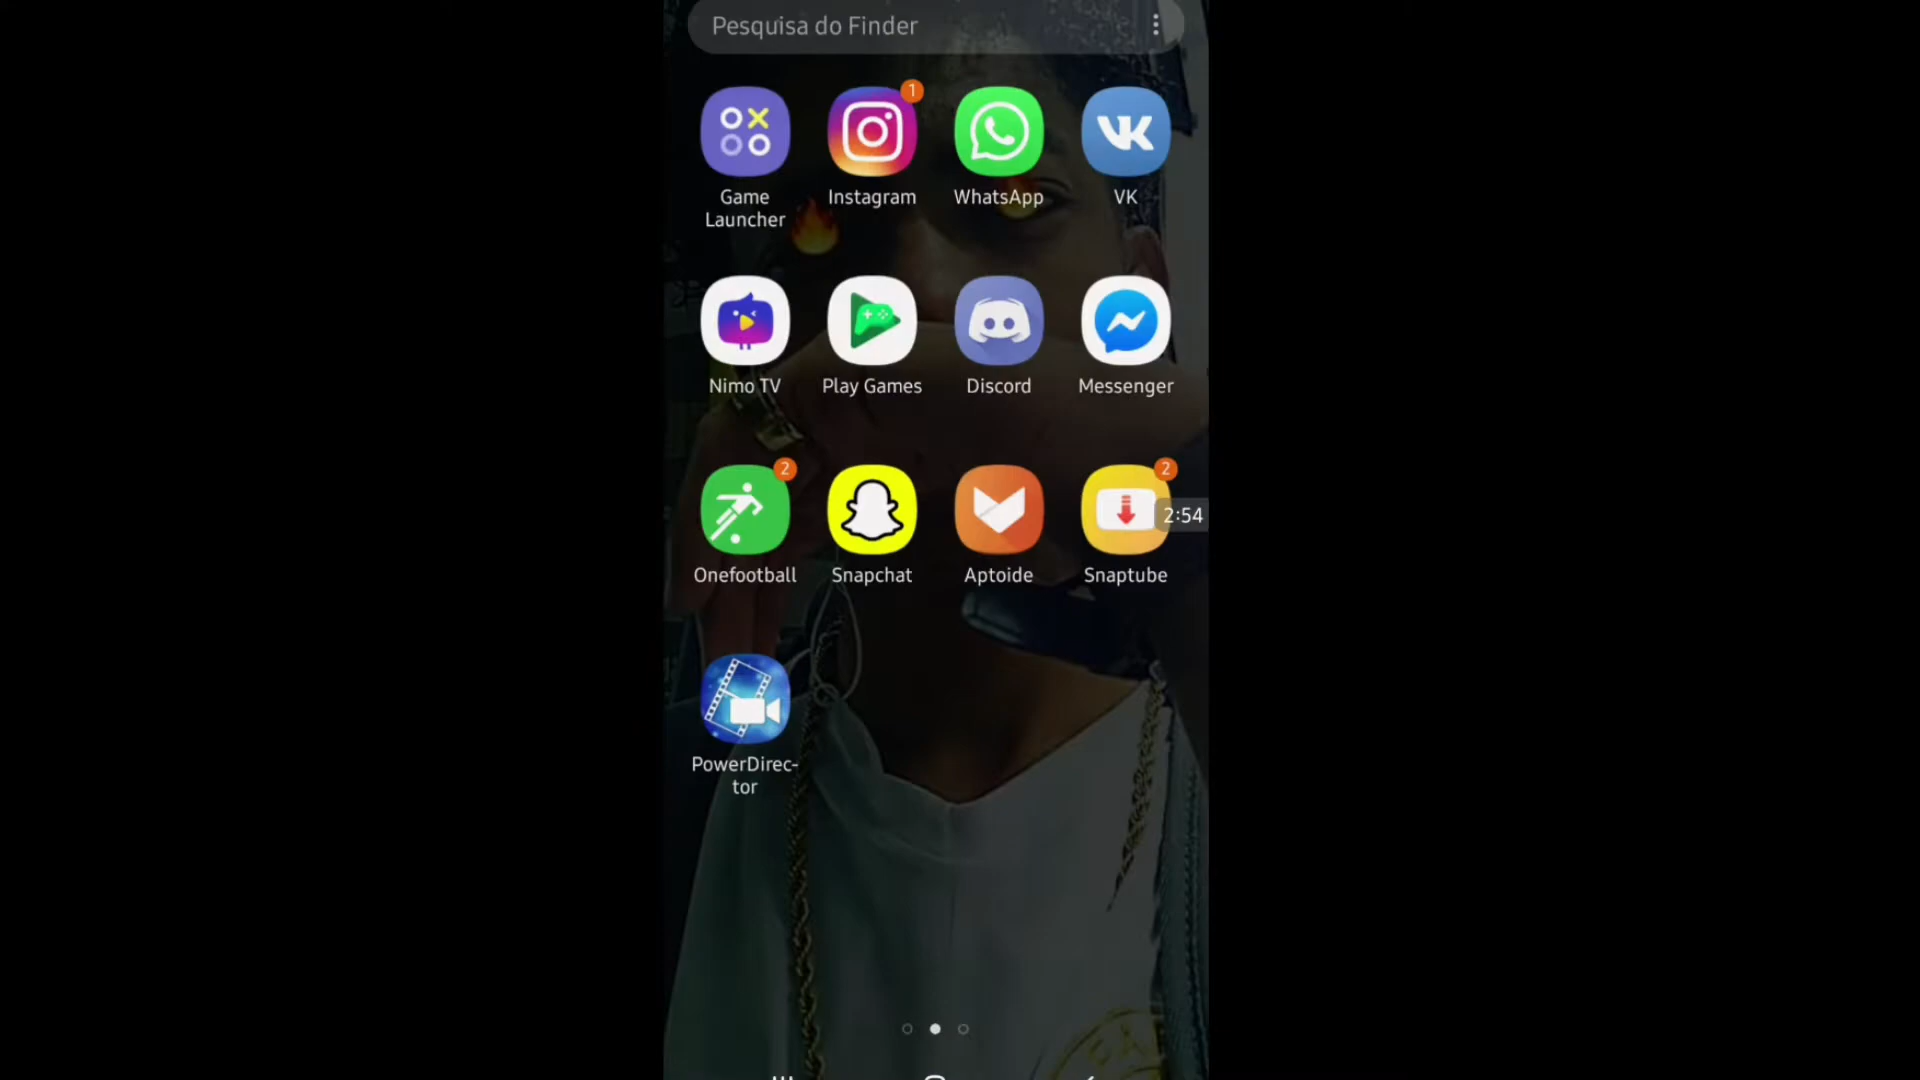 Pesquisa do Finder
1
Game
Launcher
Instagram
WhatsApp
VK
Nimo TV
Play Games
Discord
Messenger
2
2
2:54
Onefootball
Snapchat
Aptoide
Snaptube
PowerDirec-
tor